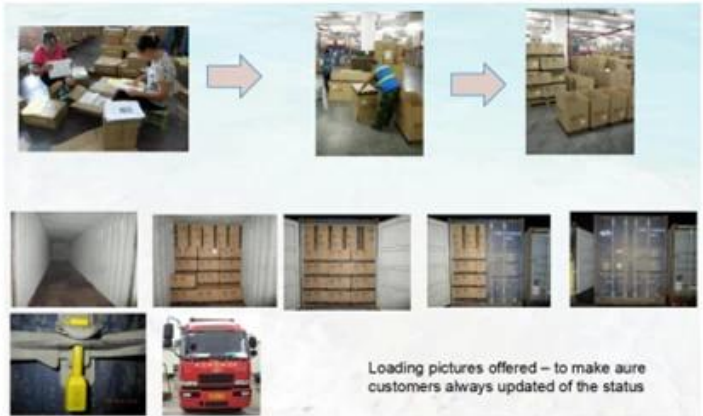 Loading pictures offered – to make aure
customers always updated of the status